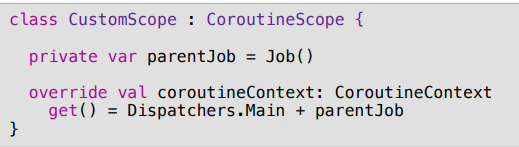 class CustomScope : CoroutineScope {
private var parentJob = Job()
override val coroutineContext: CoroutineContext
get() = Dispatchers.Main + parentJob
}